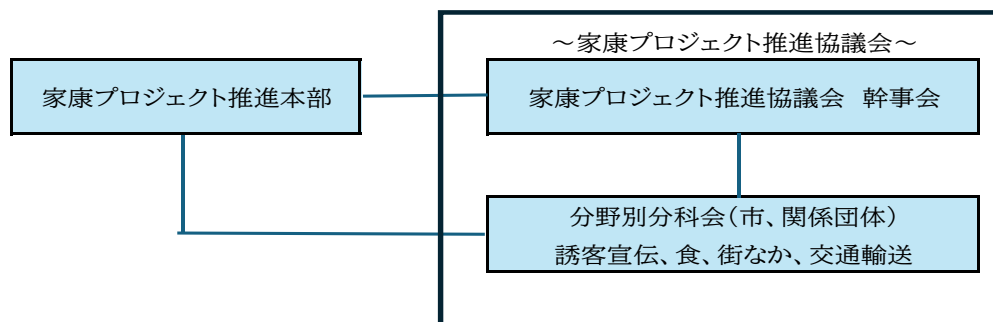 ～家康プロジェクト推進協議会～
家康プロジェクト推進本部
家康プロジェクト推進協議会　幹事会
分野別分科会（市、関係団体）
誘客宣伝、食、街なか、交通輸送